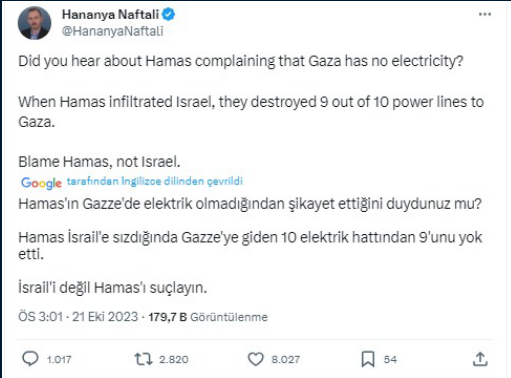 Hananya Naftali
@HananyaNaftali
Did you hear about Hamas complaining that Gaza has no electricity?
When Hamas infiltrated Israel, they destroyed 9 out of 10 power lines to
Gaza.
Blame Hamas, not Israel.
Google tarafından İngilizce dilinden çevrildi
Hamas'ın Gazze'de elektrik olmadığından şikayet ettiğini duydunuz mu?
Hamas İsrail'e sızdığında Gazze'ye giden 10 elektrik hattından 9'unu yok
etti.
İsrail'i değil Hamas'ı suçlayın.
ÖS 3:01 · 21 Eki 2023 · 179,7 B Görüntülenme
1.017 2.820 8.027 54